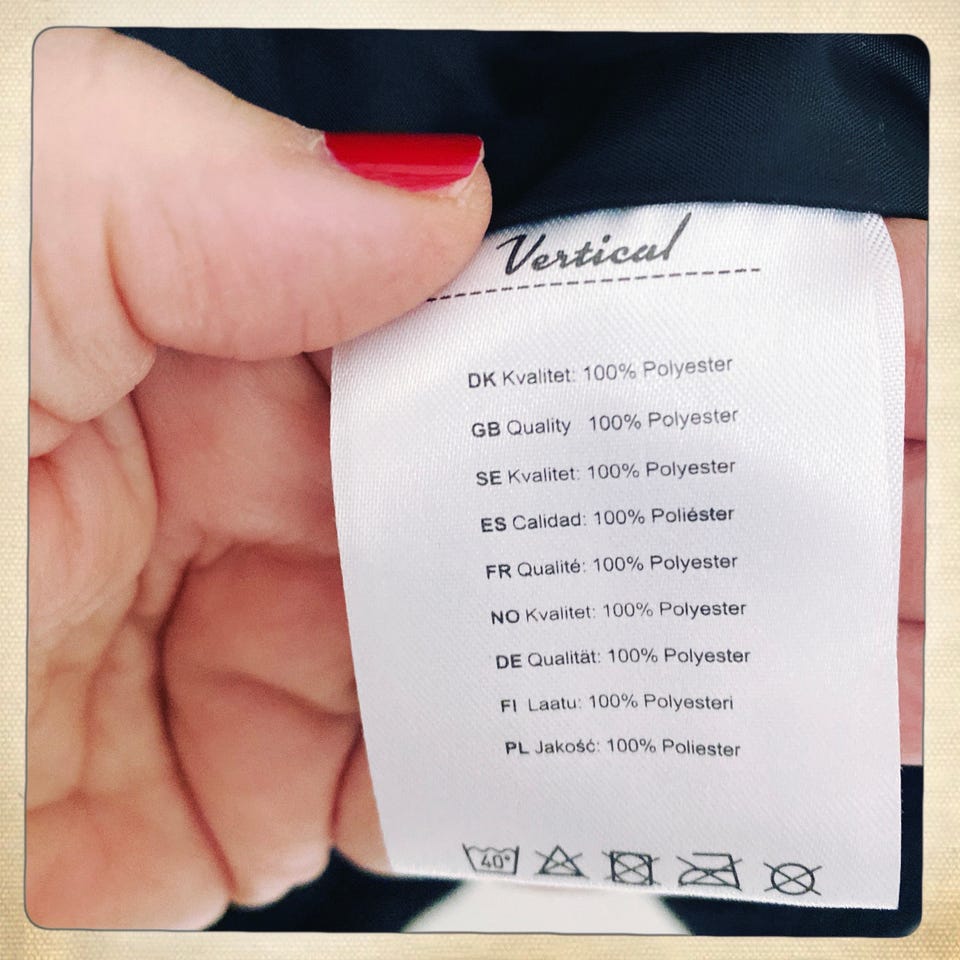 Vertical
DK Kvalitet: 100% Polyester
GB Quality 100% Polyester
SE Kvalitet: 100% Polyester
ES Calidad: 100% Poliéster
FR Qualité: 100% Polyester
NO Kvalitet: 100% Polyester
DE Qualität: 100% Polyester
FI Laatu: 100% Polyesteri
PL Jakość: 100% Poliester
40°